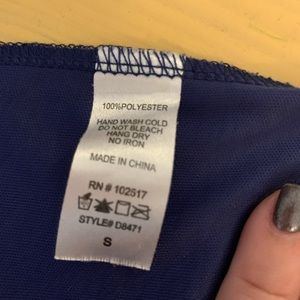 100%POLYESTER
HAND WASH COLD
DO NOT BLEACH
HANG DRY
NO IRON
MADE IN CHINA
RN # 102517
STYLE# D8471
S